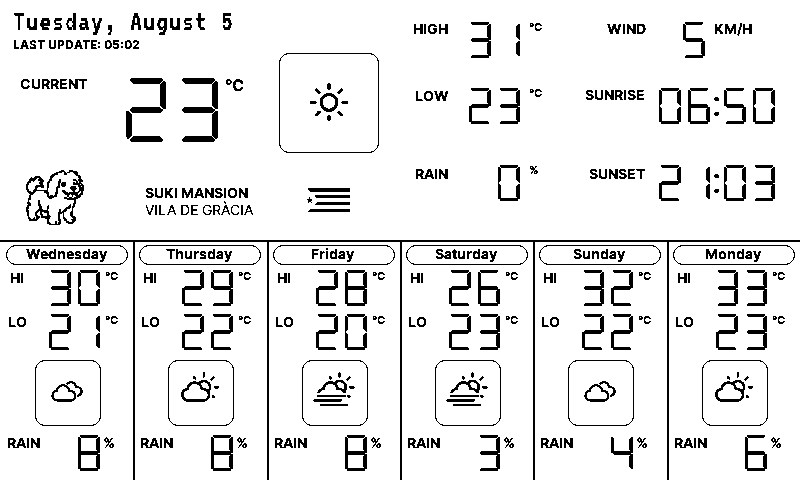 Tuesday, August 5
LAST UPDATE: 05:02
CURRENT 23 °C
SUKI MANSION
VILA DE GRÀCIA
HIGH 31 °C
LOW 23 °C
RAIN 0 %
WIND 5 KM/H
SUNRISE 06:50
SUNSET 21:03
Wednesday
HI 30 °C
LO 21 °C
RAIN 8 %
Thursday
HI 29 °C
LO 22 °C
RAIN 8 %
Friday
HI 28 °C
LO 20 °C
RAIN 8 %
Saturday
HI 26 °C
LO 23 °C
RAIN 3 %
Sunday
HI 32 °C
LO 22 °C
RAIN 4 %
Monday
HI 33 °C
LO 23 °C
RAIN 6 %